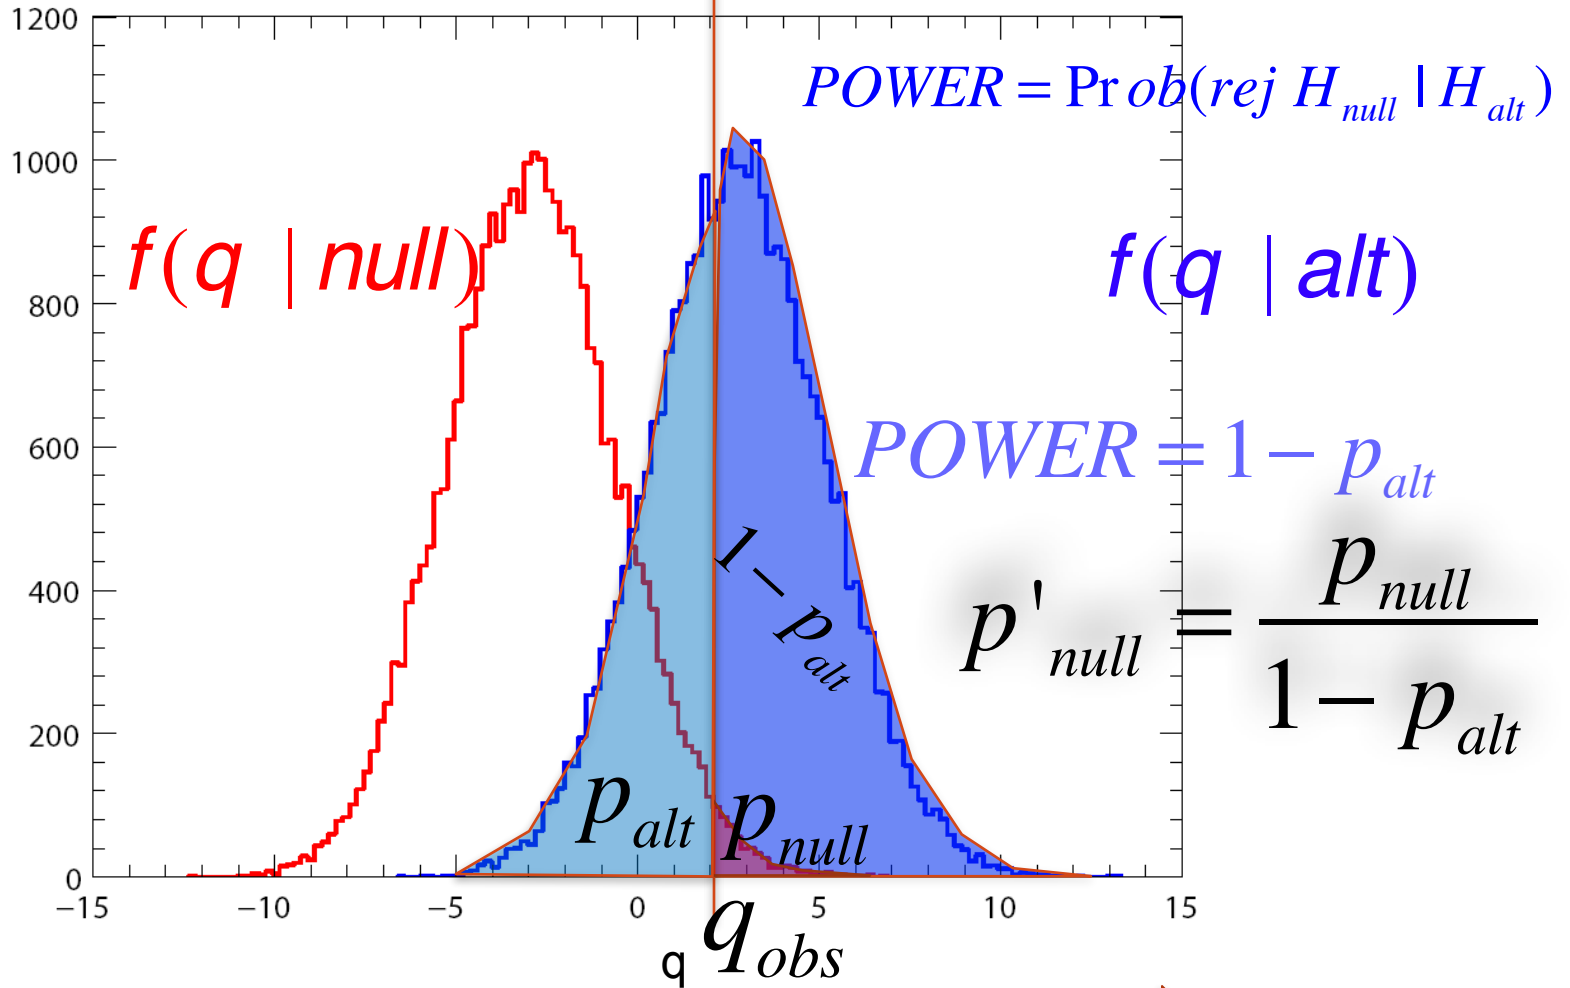 1200
POWER = Prob(rej H_null | H_alt)
1000
f(q | null)
f(q | alt)
800
POWER = 1 − p_alt
600
1 − p_alt
400
p'_null = p_null / (1 − p_alt)
200
p_alt
p_null
0
−15
−10
−5
0
5
10
15
q
q_obs